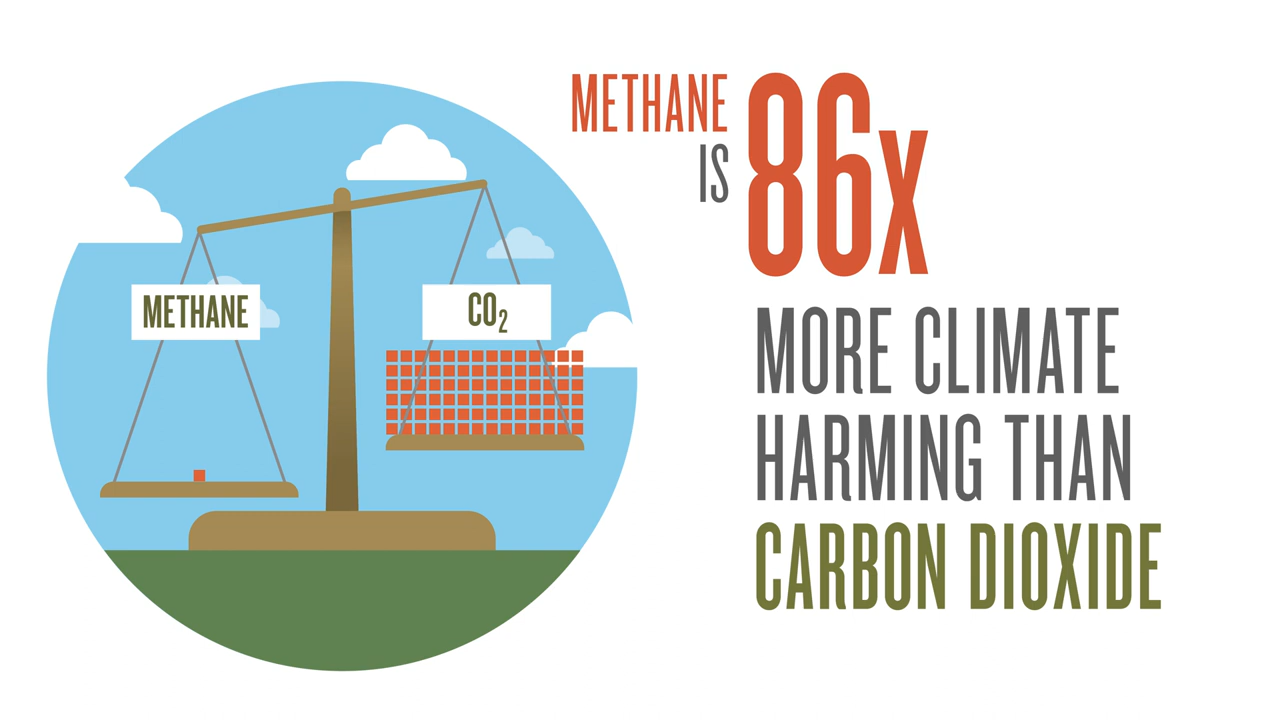 METHANE
IS
86x
MORE CLIMATE
HARMING THAN
CARBON DIOXIDE
METHANE
CO₂